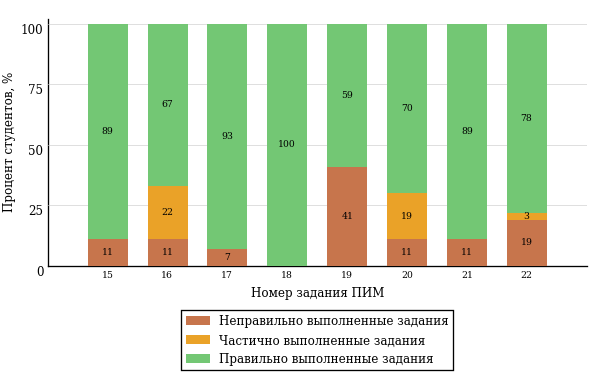 Процент студентов, %
100
75
50
25
0
89 67 93 100 59 70 89 78
22 19 3
11 11 7 41 11 11 19
15 16 17 18 19 20 21 22
Номер задания ПИМ
Неправильно выполненные задания
Частично выполненные задания
Правильно выполненные задания